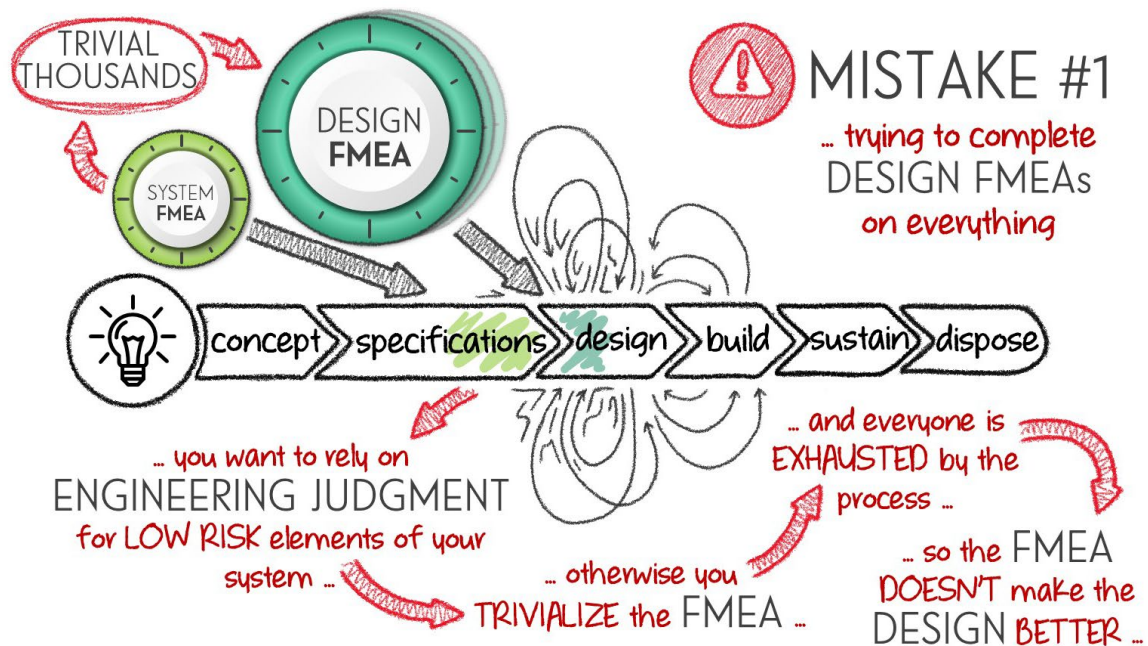 TRIVIAL
THOUSANDS
DESIGN
FMEA
SYSTEM
FMEA
MISTAKE #1
... trying to complete
DESIGN FMEAs
on everything
concept
specifications
design
build
sustain
dispose
... you want to rely on
ENGINEERING JUDGMENT
for LOW RISK elements of your
system ...
... otherwise you
TRIVIALIZE the FMEA ...
... and everyone is
EXHAUSTED by the
process ...
... so the FMEA
DOESN'T make the
DESIGN BETTER ...